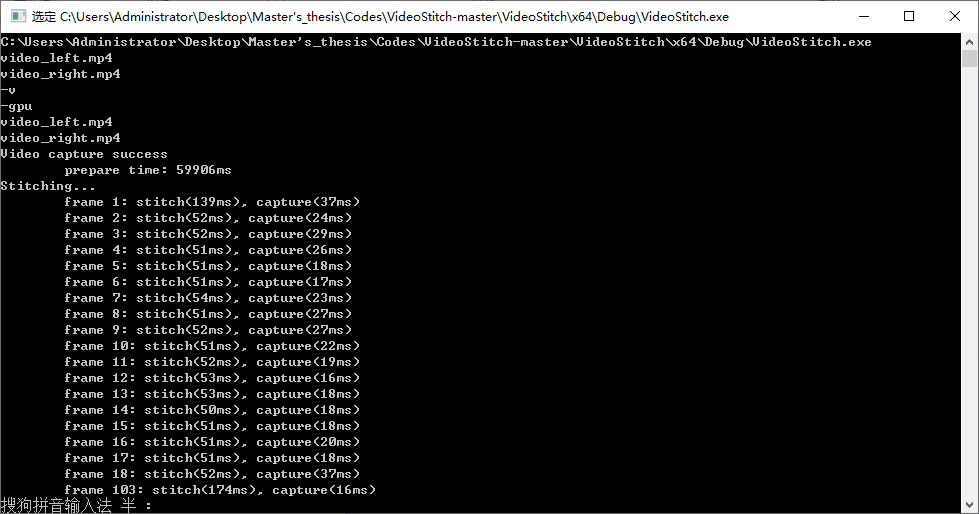 选定 C:\Users\Administrator\Desktop\Master's_thesis\Codes\VideoStitch-master\VideoStitch\x64\Debug\VideoStitch.exe
C:\Users\Administrator\Desktop\Master's_thesis\Codes\VideoStitch-master\VideoStitch\x64\Debug\VideoStitch.exe
video_left.mp4
video_right.mp4
-v
-gpu
video_left.mp4
video_right.mp4
Video capture success
prepare time: 59906ms
Stitching...
frame 1: stitch(139ms), capture(37ms)
frame 2: stitch(52ms), capture(24ms)
frame 3: stitch(52ms), capture(29ms)
frame 4: stitch(51ms), capture(26ms)
frame 5: stitch(51ms), capture(18ms)
frame 6: stitch(51ms), capture(17ms)
frame 7: stitch(54ms), capture(23ms)
frame 8: stitch(51ms), capture(27ms)
frame 9: stitch(52ms), capture(27ms)
frame 10: stitch(51ms), capture(22ms)
frame 11: stitch(52ms), capture(19ms)
frame 12: stitch(53ms), capture(16ms)
frame 13: stitch(53ms), capture(18ms)
frame 14: stitch(50ms), capture(18ms)
frame 15: stitch(51ms), capture(18ms)
frame 16: stitch(51ms), capture(20ms)
frame 17: stitch(51ms), capture(18ms)
frame 18: stitch(52ms), capture(37ms)
frame 103: stitch(174ms), capture(16ms)
搜狗拼音输入法 半 :